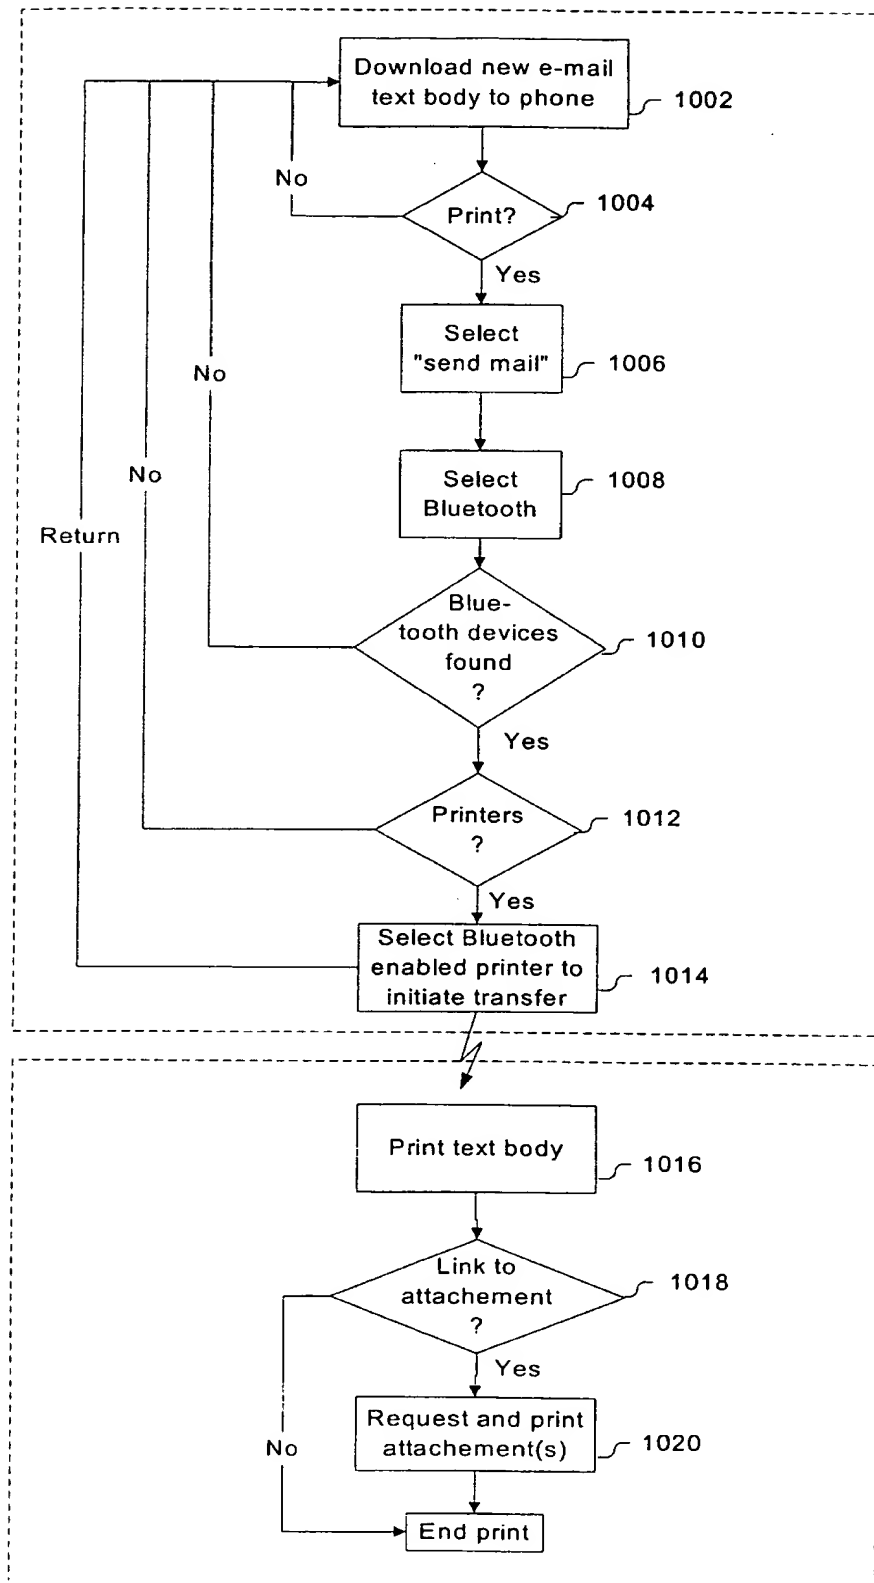 Download new e-mail
text body to phone
1002
No
Print?
1004
Yes
Select
"send mail"
1006
No
Select
Bluetooth
1008
No
Return
Blue-
tooth devices
found
?
1010
Yes
Printers
?
1012
Yes
Select Bluetooth
enabled printer to
initiate transfer
1014
Print text body
1016
Link to
attachement
?
1018
Yes
Request and print
attachement(s)
1020
No
End print